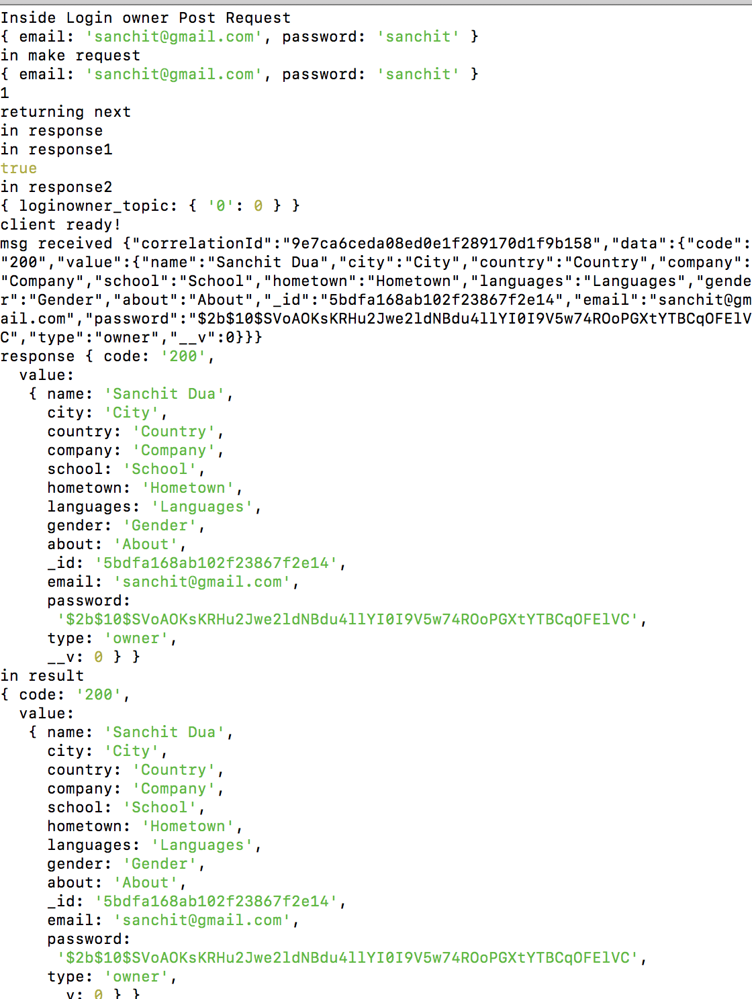 Inside Login owner Post Request
{ email: 'sanchit@gmail.com', password: 'sanchit' }
in make request
{ email: 'sanchit@gmail.com', password: 'sanchit' }
1
returning next
in response
in response1
true
in response2
{ loginowner_topic: { '0': 0 } }
client ready!
msg received {"correlationId":"9e7ca6ceda08ed0e1f289170d1f9b158","data":{"code":
"200","value":{"name":"Sanchit Dua","city":"City","country":"Country","company":
"Company","school":"School","hometown":"Hometown","languages":"Languages","gende
r":"Gender","about":"About","_id":"5bdfa168ab102f23867f2e14","email":"sanchit@gm
ail.com","password":"$2b$10$SVoAOKsKRHu2Jwe2ldNBdu4llYI0I9V5w74ROoPGXtYTBCqOFElV
C","type":"owner","__v":0}}}
response { code: '200',
  value:
   { name: 'Sanchit Dua',
     city: 'City',
     country: 'Country',
     company: 'Company',
     school: 'School',
     hometown: 'Hometown',
     languages: 'Languages',
     gender: 'Gender',
     about: 'About',
     _id: '5bdfa168ab102f23867f2e14',
     email: 'sanchit@gmail.com',
     password:
      '$2b$10$SVoAOKsKRHu2Jwe2ldNBdu4llYI0I9V5w74ROoPGXtYTBCqOFElVC',
     type: 'owner',
     __v: 0 } }
in result
{ code: '200',
  value:
   { name: 'Sanchit Dua',
     city: 'City',
     country: 'Country',
     company: 'Company',
     school: 'School',
     hometown: 'Hometown',
     languages: 'Languages',
     gender: 'Gender',
     about: 'About',
     _id: '5bdfa168ab102f23867f2e14',
     email: 'sanchit@gmail.com',
     password:
      '$2b$10$SVoAOKsKRHu2Jwe2ldNBdu4llYI0I9V5w74ROoPGXtYTBCqOFElVC',
     type: 'owner',
       v: 0 } }